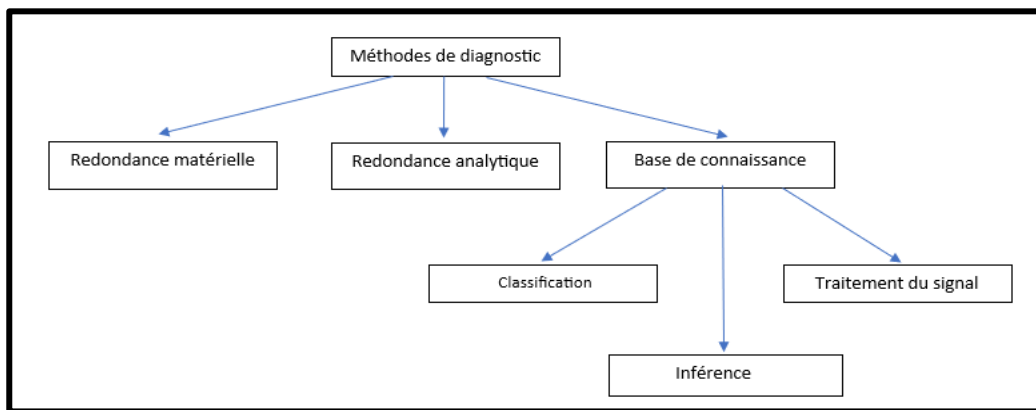 Méthodes de diagnostic
Redondance matérielle
Redondance analytique
Base de connaissance
Classification
Traitement du signal
Inférence